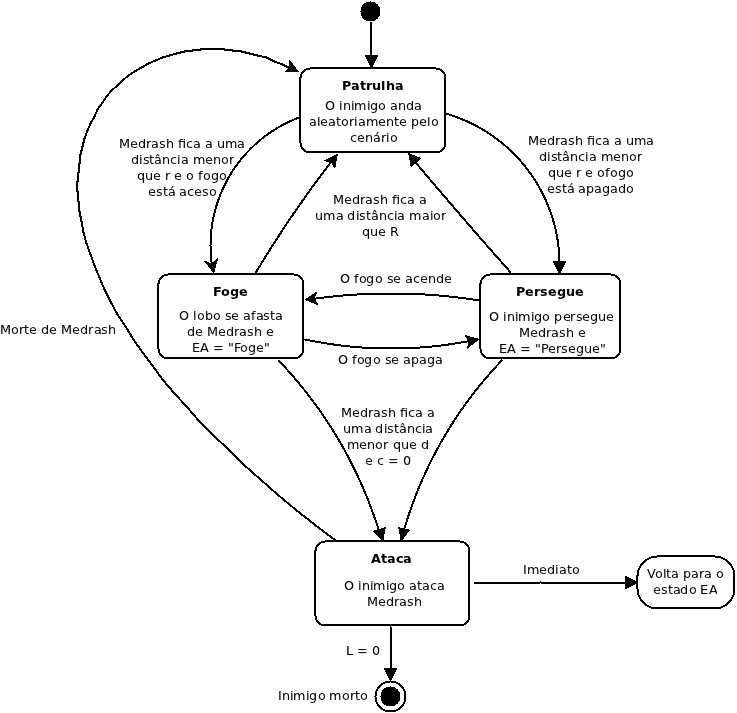 Patrulha
O inimigo anda
aleatoriamente pelo
cenário
Medrash fica a uma
distância menor
que r e o fogo
está aceso
Medrash fica a uma
distância menor
que r e ofogo
está apagado
Medrash fica a
uma distância maior
que R
Foge
O lobo se afasta
de Medrash e
EA = "Foge"
O fogo se acende
O fogo se apaga
Persegue
O inimigo persegue
Medrash e
EA = "Persegue"
Morte de Medrash
Medrash fica a
uma distância
menor que d
e c = 0
Ataca
O inimigo ataca
Medrash
Imediato
Volta para o
estado EA
L = 0
Inimigo morto